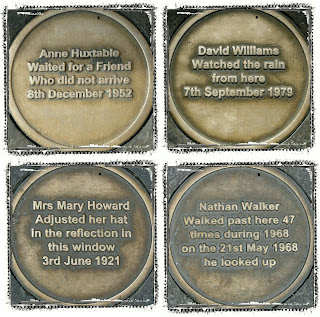 Anne Huxtable
Waited for a Friend
Who did not arrive
8th December 1952
David Williams
Watched the rain
from here
7th September 1979
Mrs Mary Howard
Adjusted her hat
in the reflection in
this window
3rd June 1921
Nathan Walker
Walked past here 47
times during 1968
on the 21st May 1968
he looked up